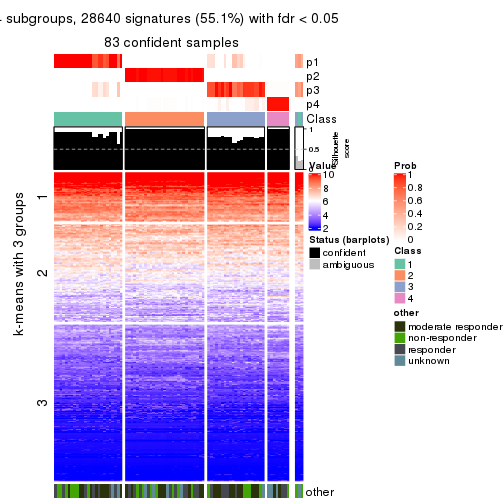 subgroups, 28640 signatures (55.1%) with fdr < 0.05
83 confident samples
p1
p2
p3
p4
Class
1
0.5
0
Silhouette
score
k-means with 3 groups
1
2
3
other
Value
10
8
6
4
2
Status (barplots)
confident
ambiguous
Prob
1
0.8
0.6
0.4
0.2
0
Class
1
2
3
4
other
moderate responder
non-responder
responder
unknown